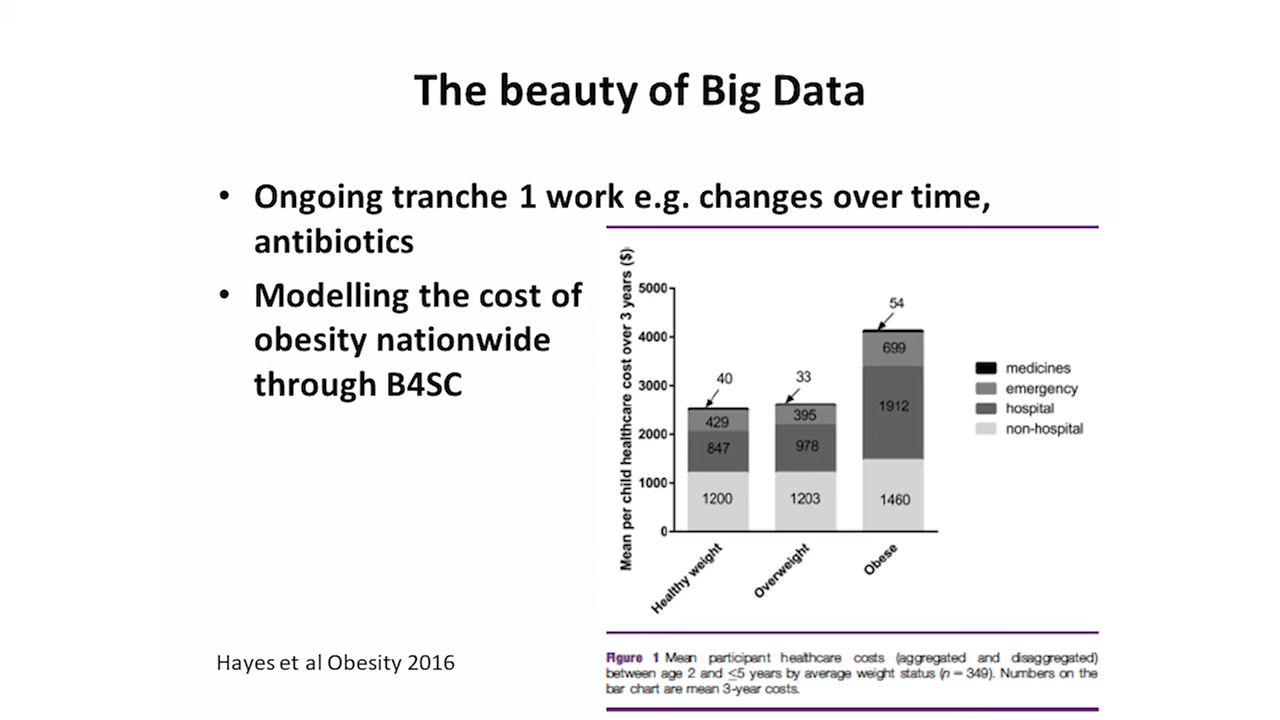 The beauty of Big Data
• Ongoing tranche 1 work e.g. changes over time,
antibiotics
• Modelling the cost of
obesity nationwide
through B4SC
Mean per child healthcare cost over 3 years ($)
5000
4000
3000
2000
1000
0
40
429
847
1200
33
395
978
1203
54
699
1912
1460
Healthy weight
Overweight
Obese
medicines
emergency
hospital
non-hospital
Hayes et al Obesity 2016
Figure 1 Mean participant healthcare costs (aggregated and disaggregated)
between age 2 and ≤5 years by average weight status (n = 349). Numbers on the
bar chart are mean 3-year costs.